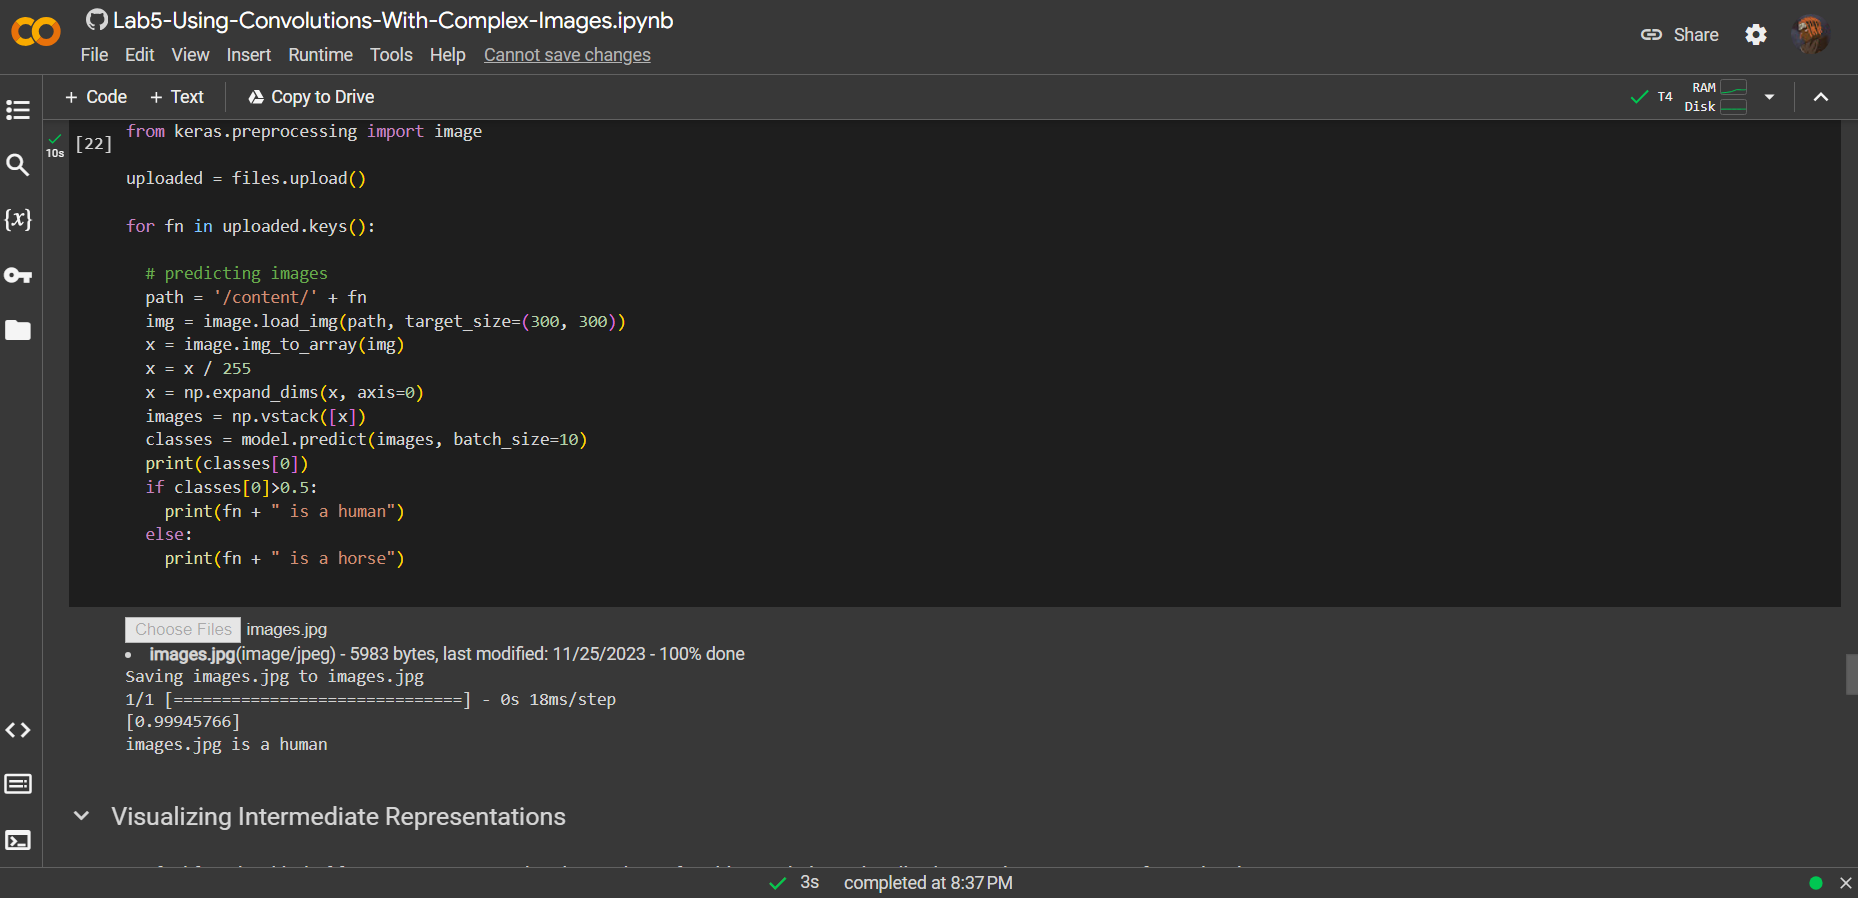 Lab5-Using-Convolutions-With-Complex-Images.ipynb
File Edit View Insert Runtime Tools Help Cannot save changes
Share
+ Code + Text Copy to Drive
T4 RAM
Disk
10s
[22]
from keras.preprocessing import image
uploaded = files.upload()
for fn in uploaded.keys():
# predicting images
path = '/content/' + fn
img = image.load_img(path, target_size=(300, 300))
x = image.img_to_array(img)
x = x / 255
x = np.expand_dims(x, axis=0)
images = np.vstack([x])
classes = model.predict(images, batch_size=10)
print(classes[0])
if classes[0]>0.5:
print(fn + " is a human")
else:
print(fn + " is a horse")
Choose Files images.jpg
• images.jpg(image/jpeg) - 5983 bytes, last modified: 11/25/2023 - 100% done
Saving images.jpg to images.jpg
1/1 [==============================] - 0s 18ms/step
[0.99945766]
images.jpg is a human
Visualizing Intermediate Representations
3s completed at 8:37 PM